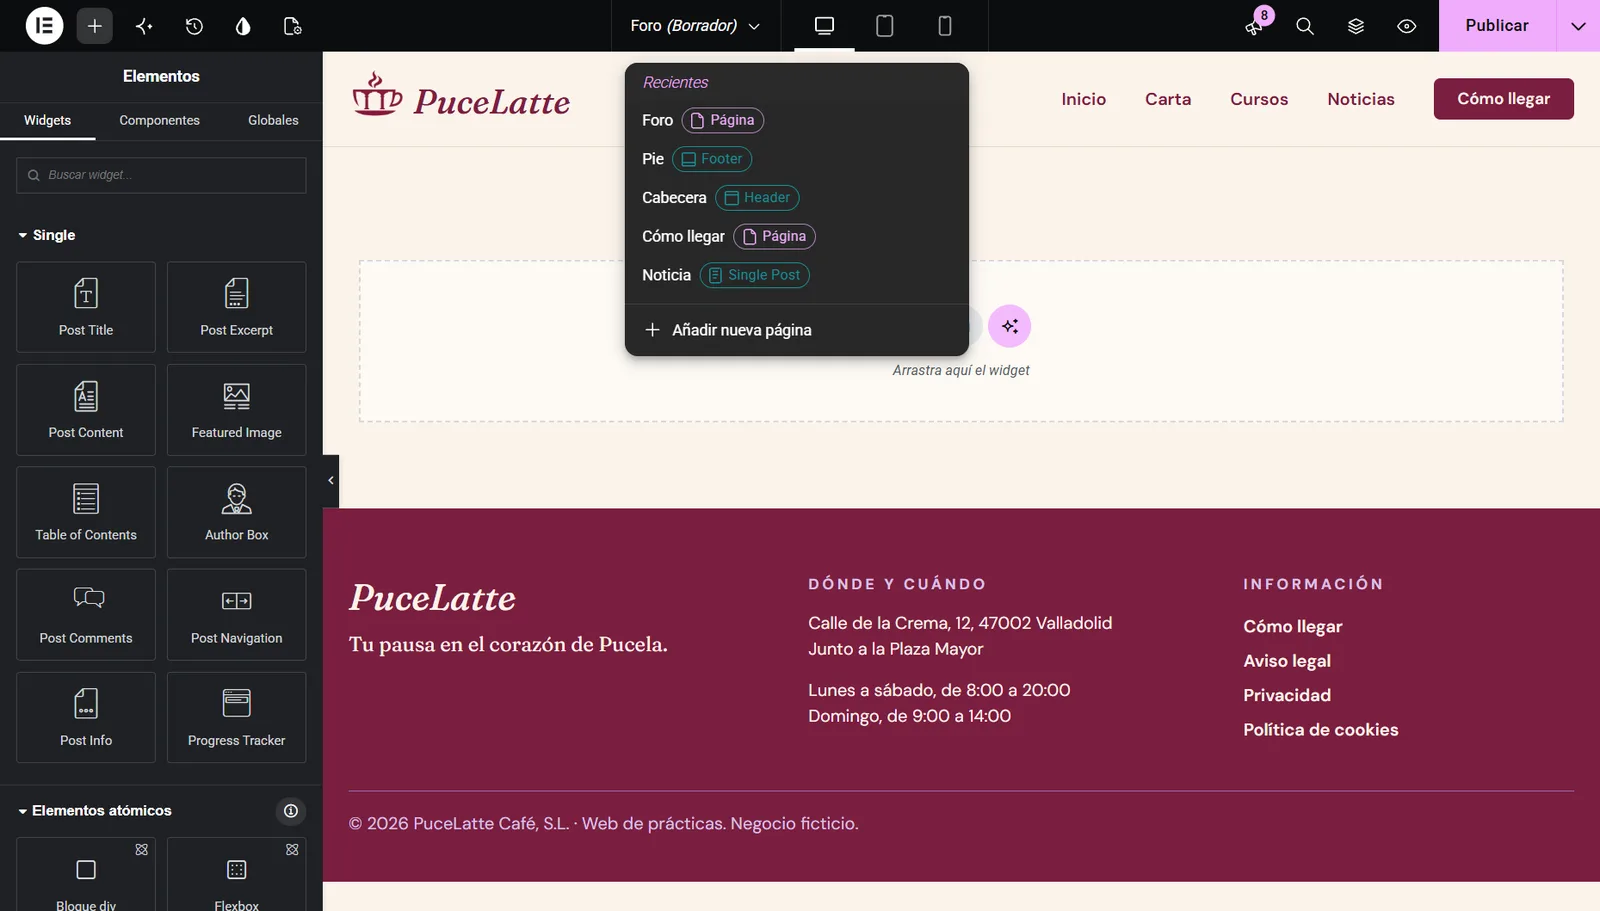 Foro (Borrador)
8
Publicar
Elementos
Widgets
Componentes
Globales
Buscar widget...
Single
Post Title
Post Excerpt
Post Content
Featured Image
Table of Contents
Author Box
Post Comments
Post Navigation
Post Info
Progress Tracker
Elementos atómicos
Bloque div
Flexbox
Recientes
Foro Página
Pie Footer
Cabecera Header
Cómo llegar Página
Noticia Single Post
Añadir nueva página
PuceLatte
Inicio
Carta
Cursos
Noticias
Cómo llegar
Arrastra aquí el widget
PuceLatte
Tu pausa en el corazón de Pucela.
DÓNDE Y CUÁNDO
Calle de la Crema, 12, 47002 Valladolid
Junto a la Plaza Mayor
Lunes a sábado, de 8:00 a 20:00
Domingo, de 9:00 a 14:00
INFORMACIÓN
Cómo llegar
Aviso legal
Privacidad
Política de cookies
© 2026 PuceLatte Café, S.L. · Web de prácticas. Negocio ficticio.